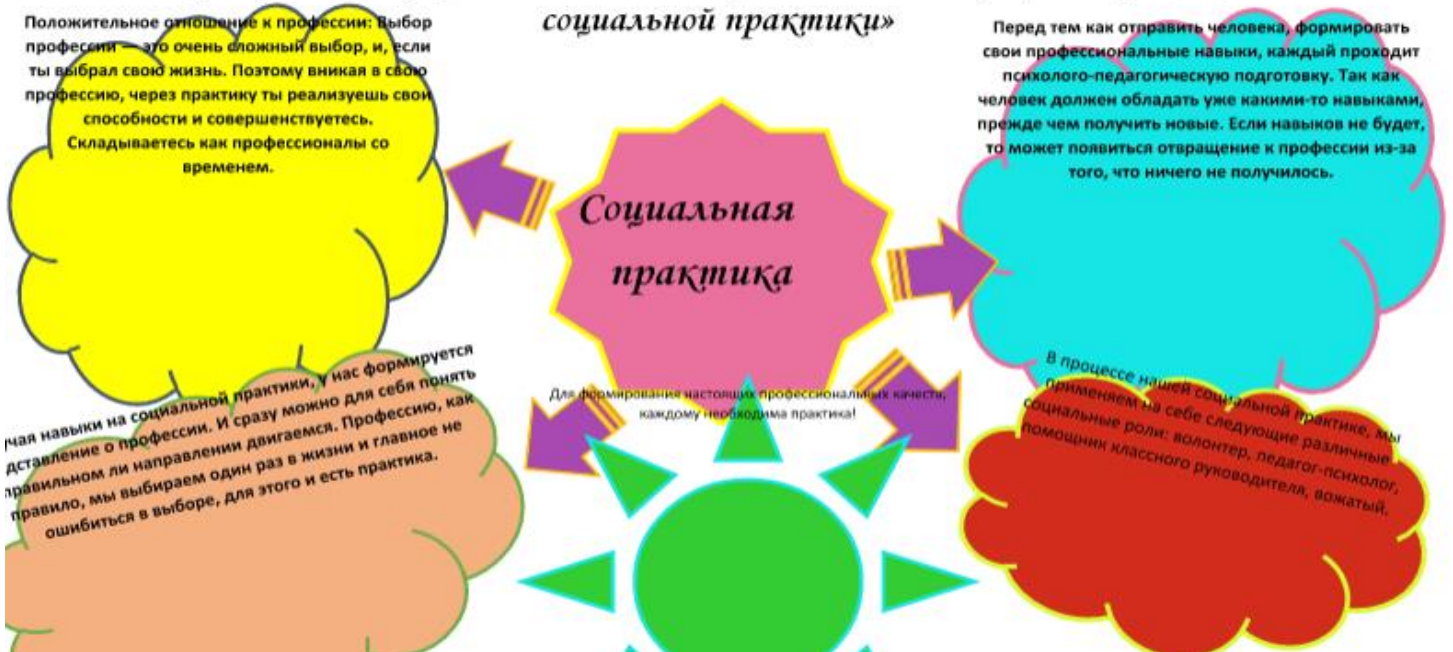 социальной практики»
Положительное отношение к профессии: Выбор
профессии — это очень сложный выбор, и, если
ты выбрал свою жизнь. Поэтому вникая в свою
профессию, через практику ты реализуешь свои
способности и совершенствуетесь.
Складываетесь как профессионалы со
временем.
Перед тем как отправить человека, формировать
свои профессиональные навыки, каждый проходит
психолого-педагогическую подготовку. Так как
человек должен обладать уже какими-то навыками,
прежде чем получить новые. Если навыков не будет,
то может появиться отвращение к профессии из-за
того, что ничего не получилось.
Социальная
практика
Для формирования настоящих профессиональных качеств,
каждому необходима практика!
навыки на социальной практики, у нас формируется
о профессии. И сразу можно для себя понять
ли направлении двигаемся. Профессию, как
правило, мы выбираем один раз в жизни и главное не
ошибиться в выборе, для этого и есть практика.
В процессе нашей социальной практике, мы
применяем на себе следующие различные
социальные роли: волонтер, педагог-психолог,
помощник классного руководителя, вожатый.